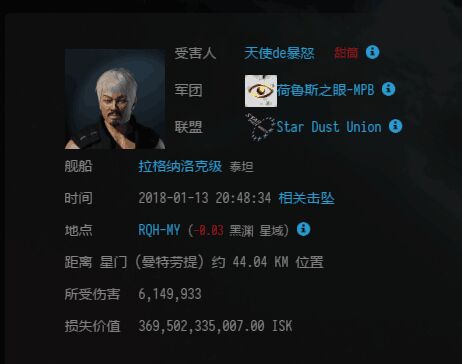 受害人 天使de暴怒 甜筒
军团 荷鲁斯之眼-MPB
联盟 Star Dust Union
舰船 拉格纳洛克级 泰坦
时间 2018-01-13 20:48:34 相关击坠
地点 RQH-MY (-0.03 黑渊 星域)
距离 星门 (曼特劳提) 约 44.04 KM 位置
所受伤害 6,149,933
损失价值 369,502,335,007.00 ISK